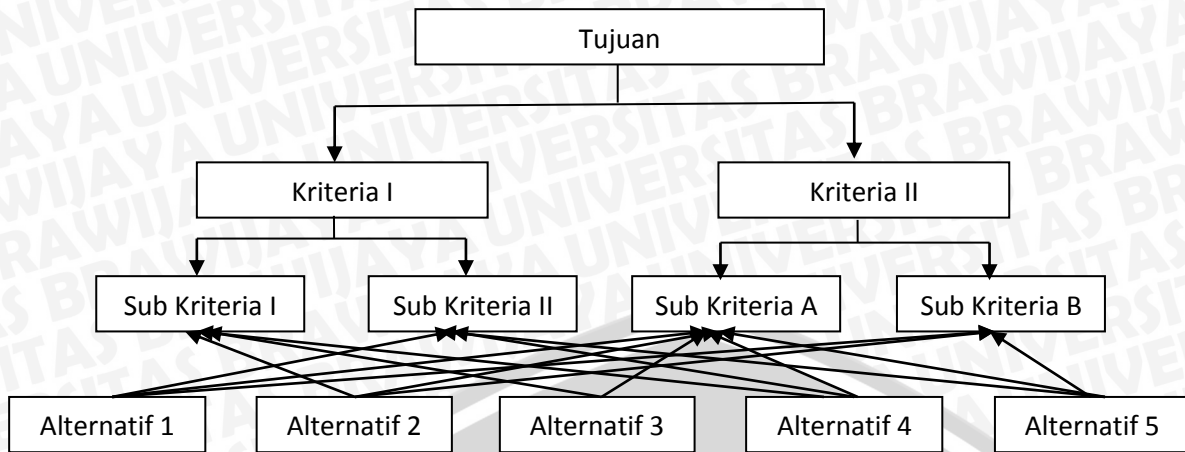 Tujuan
Kriteria I
Kriteria II
Sub Kriteria I
Sub Kriteria II
Sub Kriteria A
Sub Kriteria B
Alternatif 1
Alternatif 2
Alternatif 3
Alternatif 4
Alternatif 5